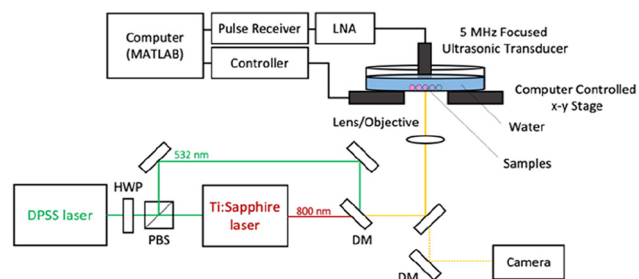 Computer
(MATLAB)
Pulse Receiver
LNA
Controller
5 MHz Focused
Ultrasonic Transducer
Computer Controlled
x-y Stage
Lens/Objective
Water
Samples
532 nm
HWP
DPSS laser
PBS
Ti:Sapphire
laser
800 nm
DM
DM
Camera